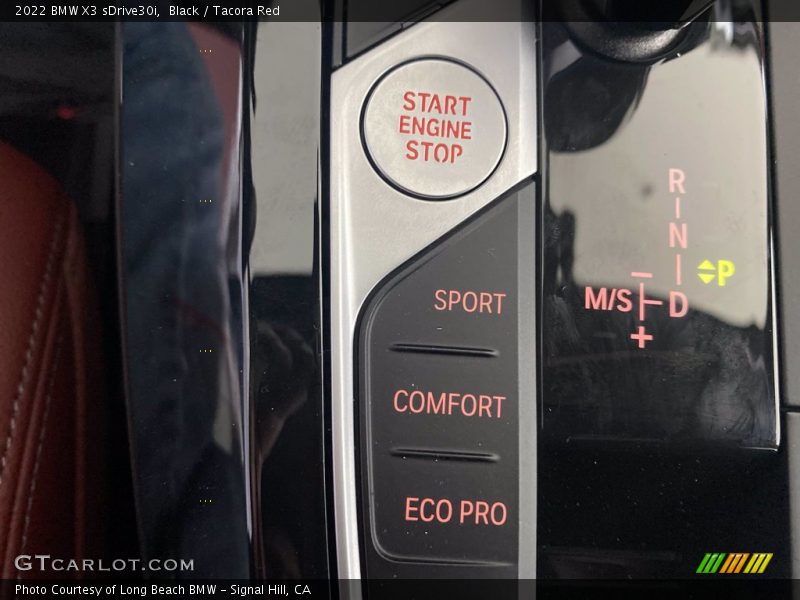 2022 BMW X3 sDrive30i, Black / Tacora Red
START
ENGINE
STOP
R
N
P
M/S
D
SPORT
COMFORT
ECO PRO
GTCARLOT.COM
Photo Courtesy of Long Beach BMW - Signal Hill, CA